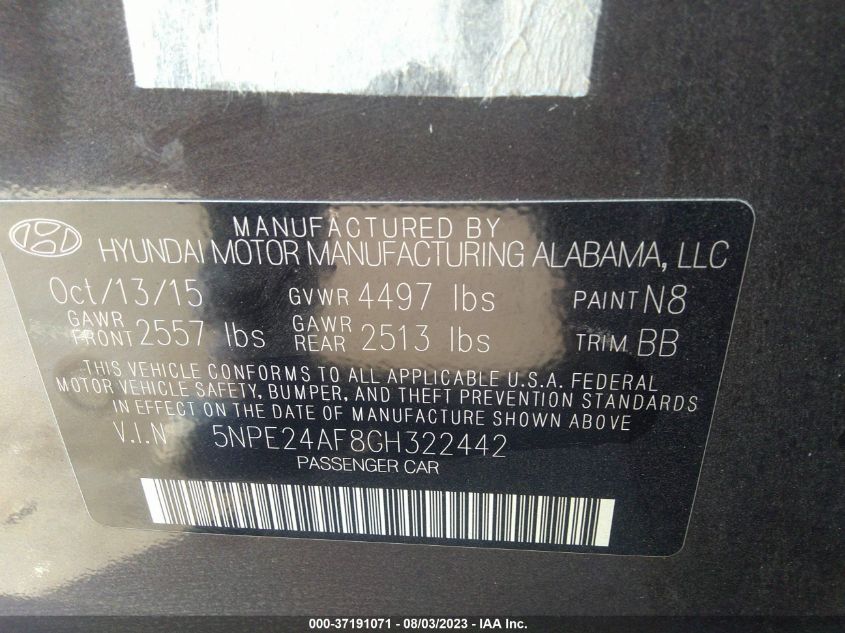 MANUFACTURED BY
HYUNDAI MOTOR MANUFACTURING ALABAMA, LLC
Oct/13/15 GVWR 4497 lbs PAINT N8
GAWR FRONT 2557 lbs GAWR REAR 2513 lbs TRIM BB
THIS VEHICLE CONFORMS TO ALL APPLICABLE U.S.A. FEDERAL
MOTOR VEHICLE SAFETY, BUMPER, AND THEFT PREVENTION STANDARDS
IN EFFECT ON THE DATE OF MANUFACTURE SHOWN ABOVE
V.I.N 5NPE24AF8GH322442
PASSENGER CAR
000-37191071 - 08/03/2023 - IAA Inc.